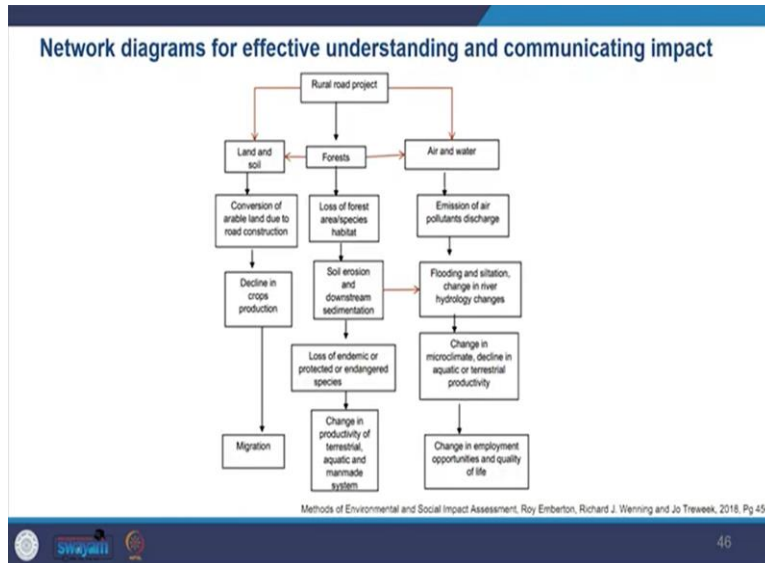 Network diagrams for effective understanding and communicating impact
Rural road project
Land and
soil
Forests
Air and water
Conversion of
arable land due to
road construction
Loss of forest
area/species
habitat
Emission of air
pollutants discharge
Decline in
crops
production
Soil erosion
and
downstream
sedimentation
Flooding and siltation,
change in river
hydrology changes
Loss of endemic or
protected or endangered
species
Change in
microclimate, decline in
aquatic or terrestrial
productivity
Migration
Change in
productivity of
terrestrial,
aquatic and
manmade
system
Change in employment
opportunities and quality
of life
Methods of Environmental and Social Impact Assessment, Roy Emberton, Richard J. Wenning and Jo Treweek, 2018, Pg 45
swayam
46